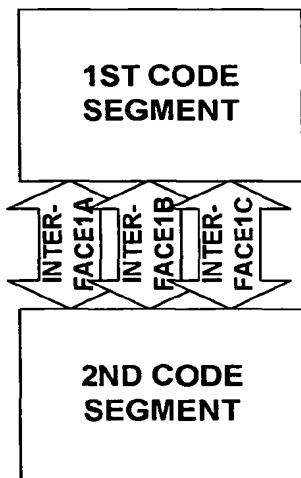 1ST CODE
SEGMENT
INTER-
FACE1A
INTER-
FACE1B
INTER-
FACE1C
2ND CODE
SEGMENT